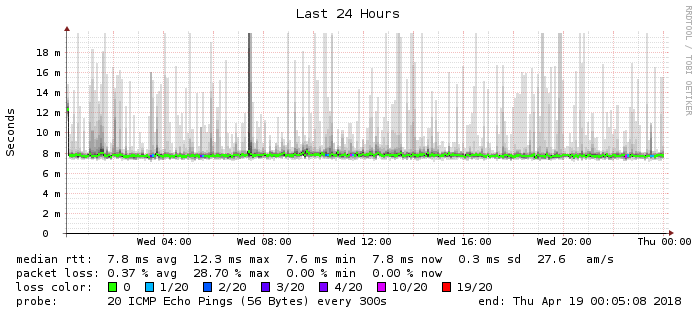 Last 24 Hours
RRDTOOL / TOBI OETIKER
Seconds
18 m
16 m
14 m
12 m
10 m
8 m
6 m
4 m
2 m
0
Wed 04:00 Wed 08:00 Wed 12:00 Wed 16:00 Wed 20:00 Thu 00:00
median rtt: 7.8 ms avg 12.3 ms max 7.6 ms min 7.8 ms now 0.3 ms sd 27.6 am/s
packet loss: 0.37 % avg 28.70 % max 0.00 % min 0.00 % now
loss color: 0 1/20 2/20 3/20 4/20 10/20 19/20
probe: 20 ICMP Echo Pings (56 Bytes) every 300s end: Thu Apr 19 00:05:08 2018